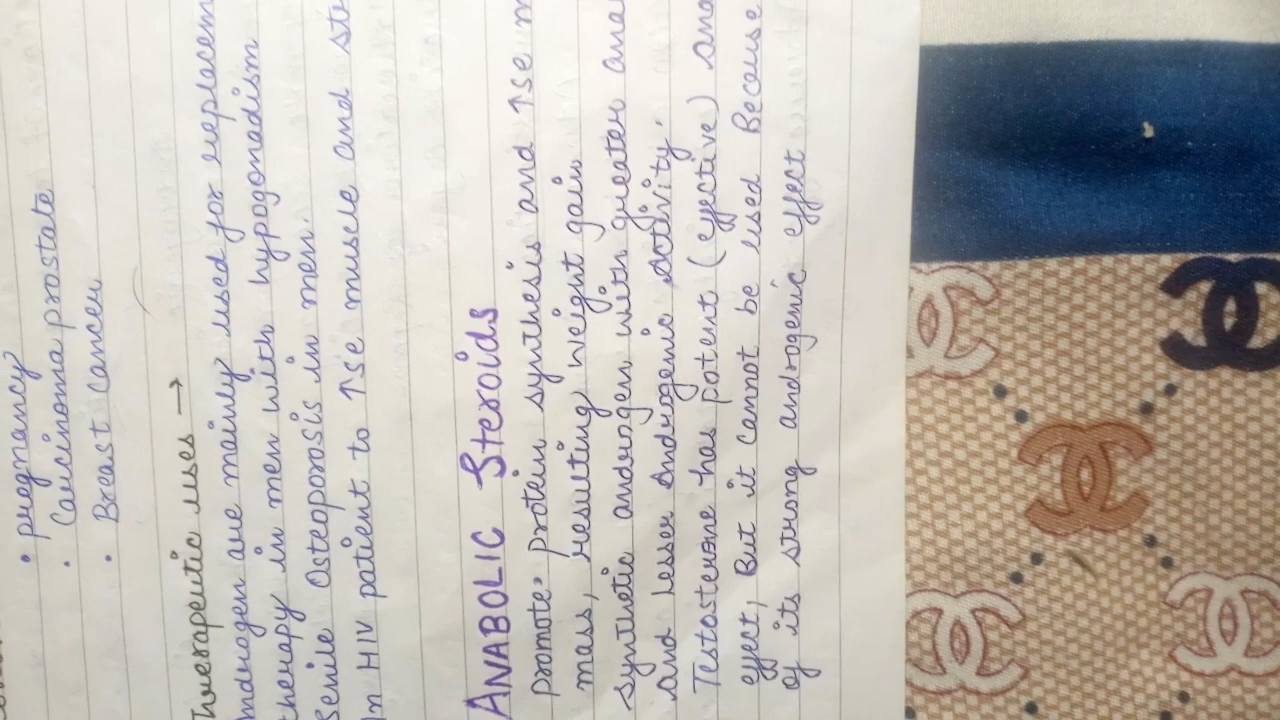 • pregnancy
• Carcinoma prostate
• Breast cancer
Therapeutic uses →
Androgen are mainly used for replacem
therapy in men with hypogonadism
Senile Osteoporosis in men.
In HIV patient to ↑se muscle and str
ANABOLIC Steroids
promote protein synthesis and ↑se m
mass, resulting weight gain
synthetic androgen with greater ana
and lesser Androgenic activity.
Testosterone has potent (effective) ana
effect, But it cannot be used Becuse
of its strong androgenic effect